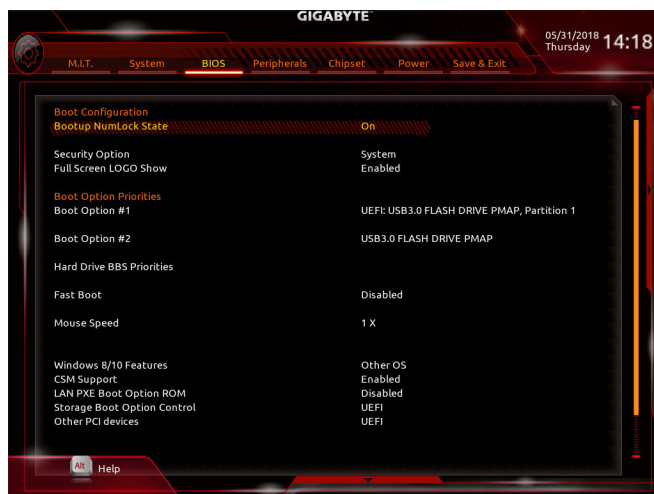 GIGABYTE™
05/31/2018
Thursday
14:18
M.I.T. System BIOS Peripherals Chipset Power Save & Exit
Boot Configuration
Bootup NumLock State On
Security Option System
Full Screen LOGO Show Enabled
Boot Option Priorities
Boot Option #1 UEFI: USB3.0 FLASH DRIVE PMAP, Partition 1
Boot Option #2 USB3.0 FLASH DRIVE PMAP
Hard Drive BBS Priorities
Fast Boot Disabled
Mouse Speed 1 X
Windows 8/10 Features Other OS
CSM Support Enabled
LAN PXE Boot Option ROM Disabled
Storage Boot Option Control UEFI
Other PCI devices UEFI
Alt Help